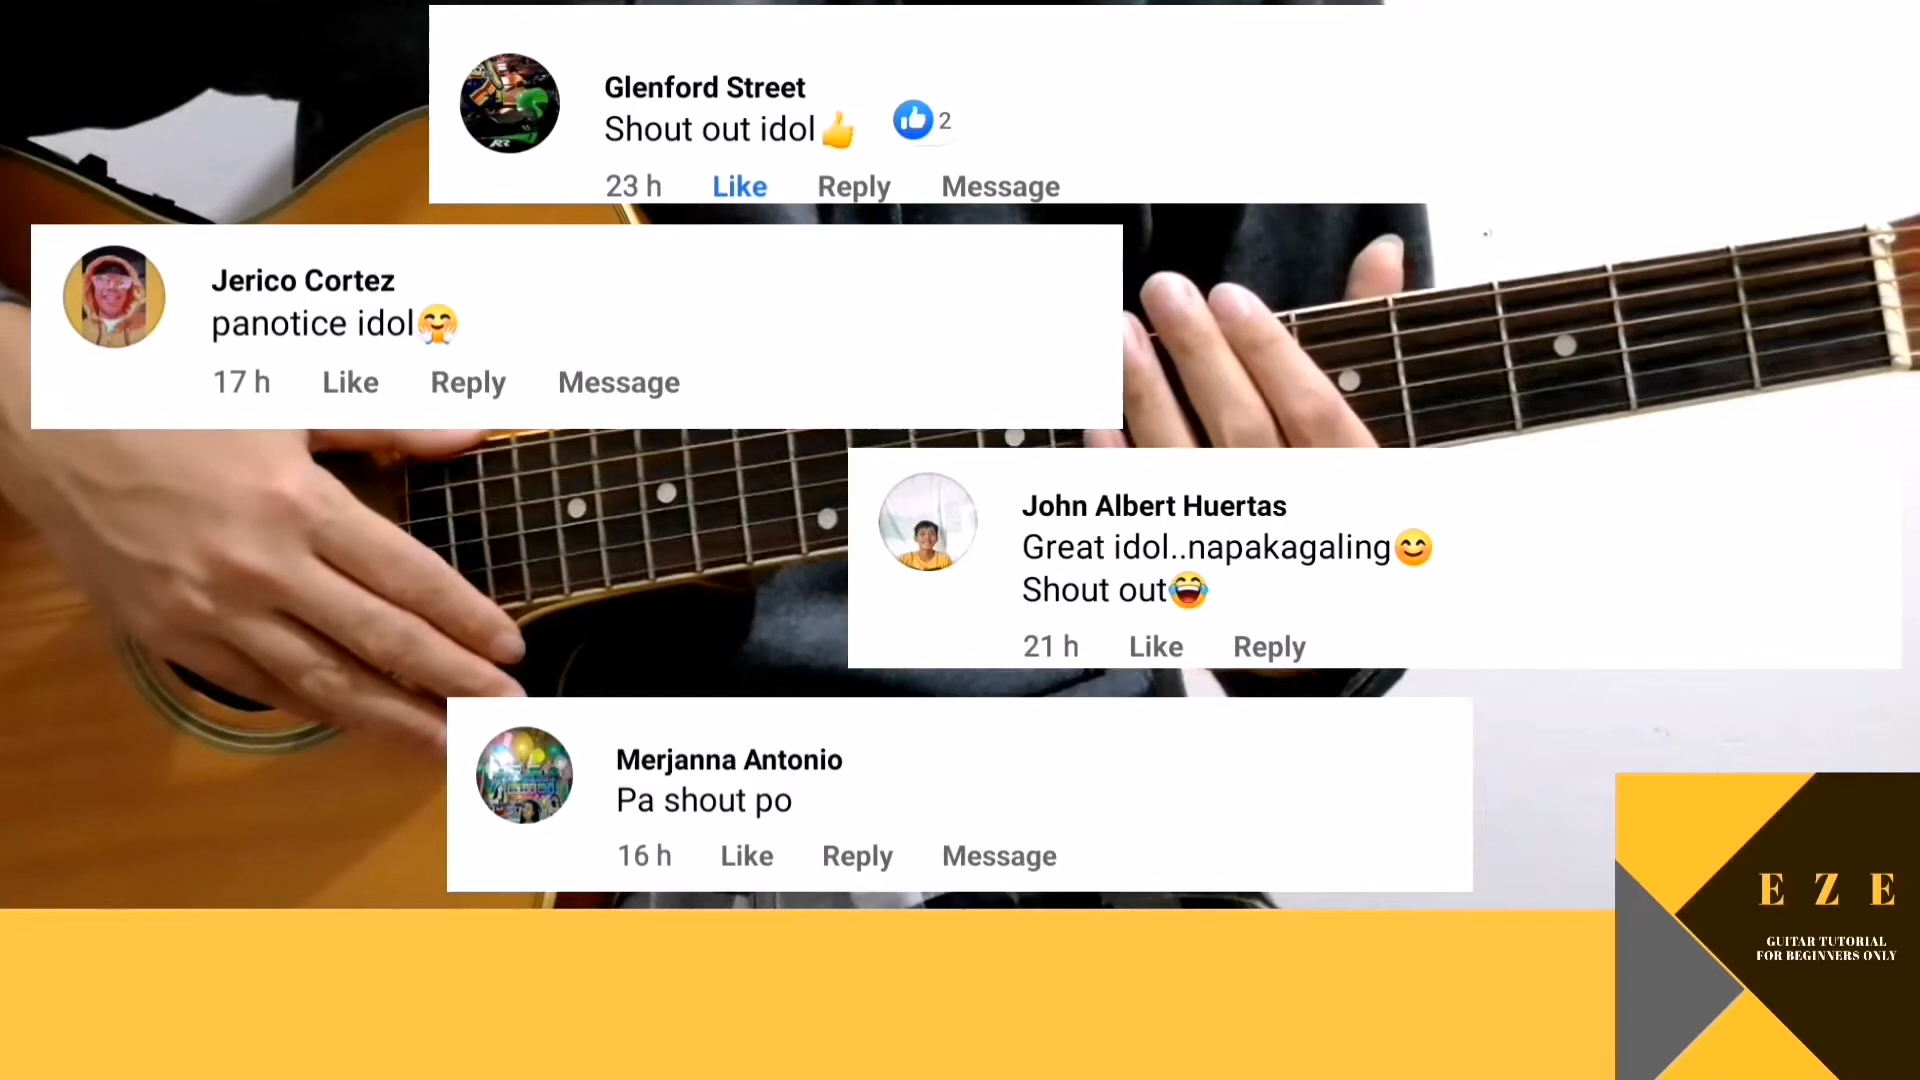 Glenford Street
Shout out idol👍 2
23 h Like Reply Message
Jerico Cortez
panotice idol🤗
17 h Like Reply Message
John Albert Huertas
Great idol..napakagaling😊
Shout out😂
21 h Like Reply
Merjanna Antonio
Pa shout po
16 h Like Reply Message
E Z E
GUITAR TUTORIAL
FOR BEGINNERS ONLY